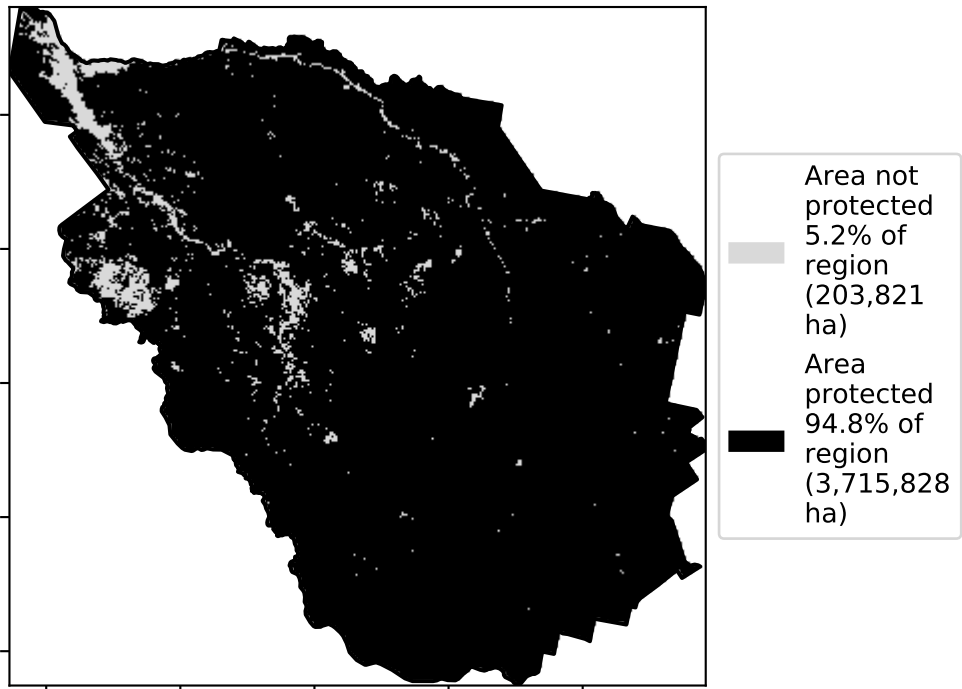 Area not
protected
5.2% of
region
(203,821
ha)
Area
protected
94.8% of
region
(3,715,828
ha)